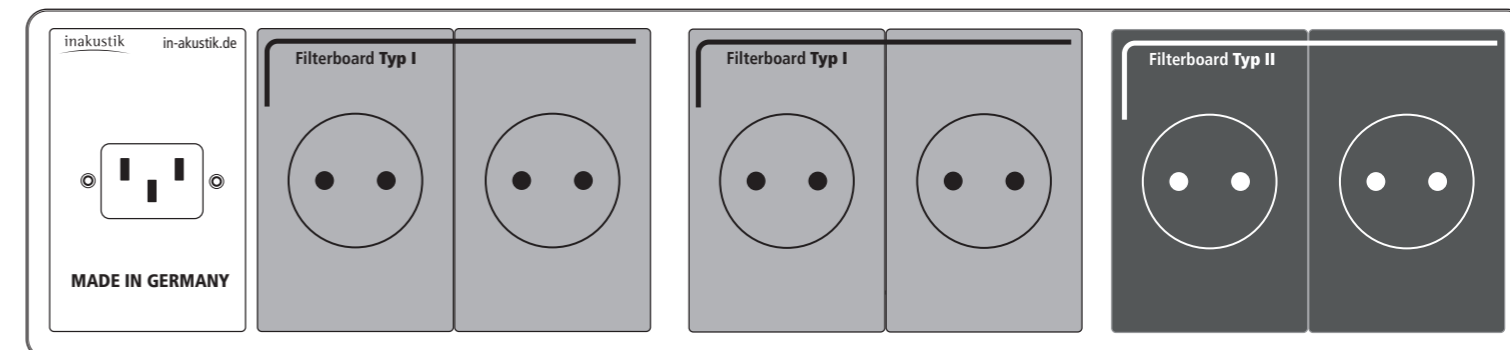 inakustik in-akustik.de
Filterboard Typ I
Filterboard Typ I
Filterboard Typ II
MADE IN GERMANY